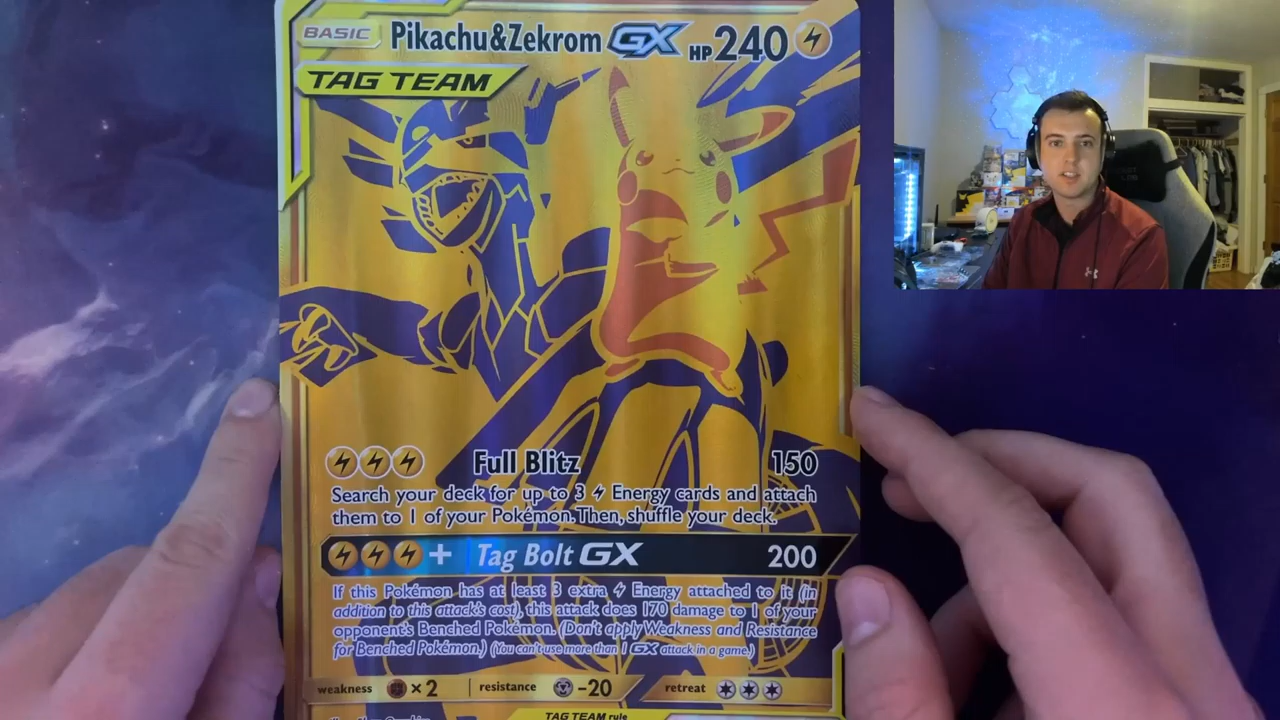 BASIC Pikachu&Zekrom GX HP 240
TAG TEAM
Full Blitz 150
Search your deck for up to 3 Energy cards and attach
them to 1 of your Pokémon. Then, shuffle your deck.
+ Tag Bolt GX 200
If this Pokémon has at least 3 extra Energy attached to it (in
addition to this attack's cost), this attack does 170 damage to 1 of your
opponent's Benched Pokémon. (Don't apply Weakness and Resistance
for Benched Pokémon.) (You can't use more than 1 GX attack in a game.)
weakness ×2 resistance -20 retreat
TAG TEAM rule